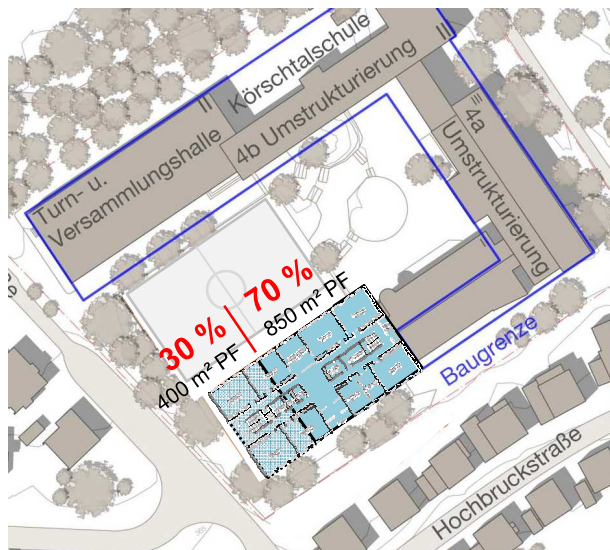 Körschtalschule
III
II
4b Umstrukturierung
III
4a
Umstrukturierung
Turn- u.
Versammlungshalle
I
70 %
30 %
850 m² PF
400 m² PF
Baugrenze
Hochbruckstraße